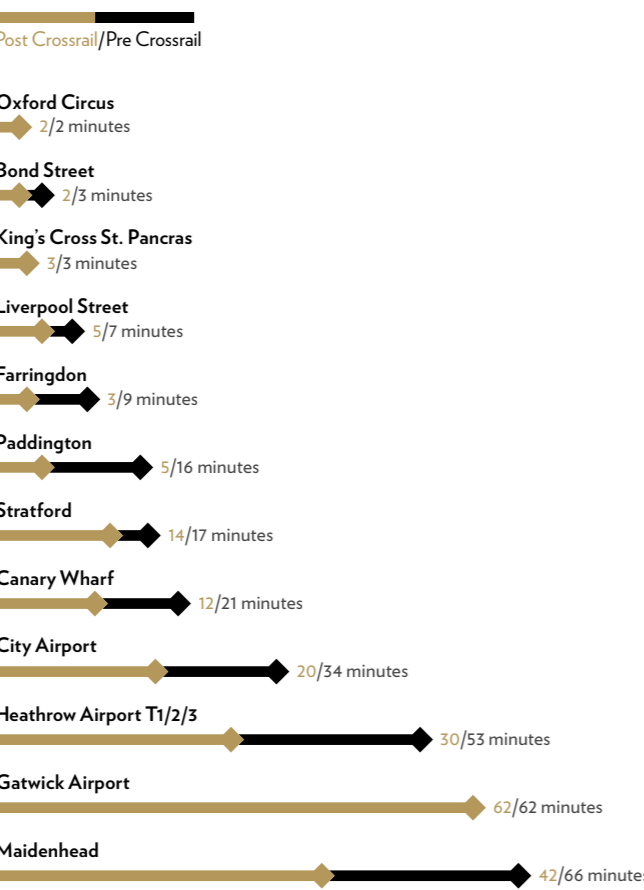 Post Crossrail/Pre Crossrail
Oxford Circus
2/2 minutes
Bond Street
2/3 minutes
King's Cross St. Pancras
3/3 minutes
Liverpool Street
5/7 minutes
Farringdon
3/9 minutes
Paddington
5/16 minutes
Stratford
14/17 minutes
Canary Wharf
12/21 minutes
City Airport
20/34 minutes
Heathrow Airport T1/2/3
30/53 minutes
Gatwick Airport
62/62 minutes
Maidenhead
42/66 minute